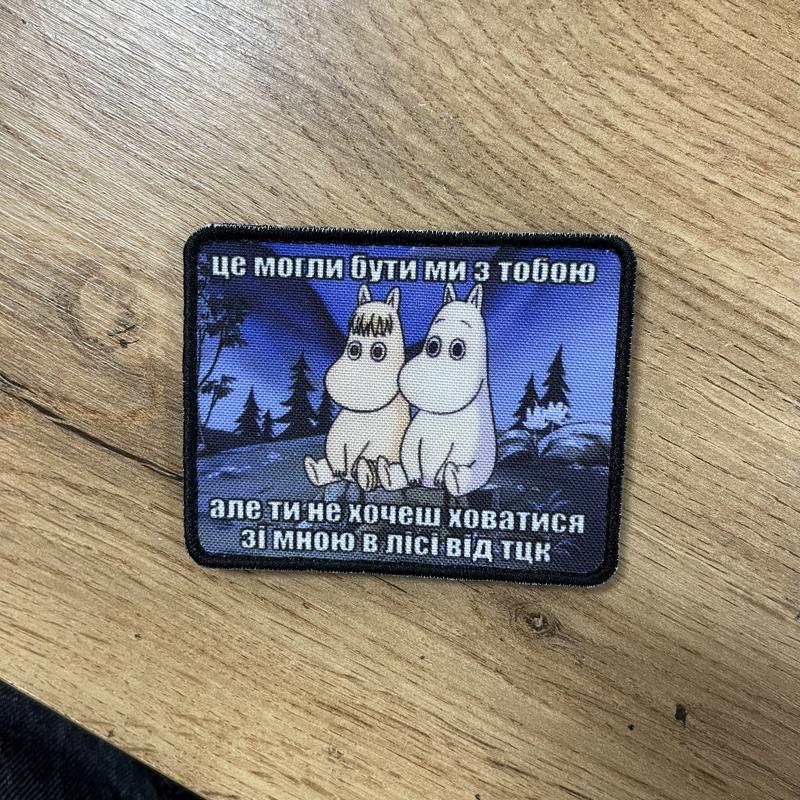 це могли бути ми з тобою
але ти не хочеш ховатися
зі мною в лісі від тцк